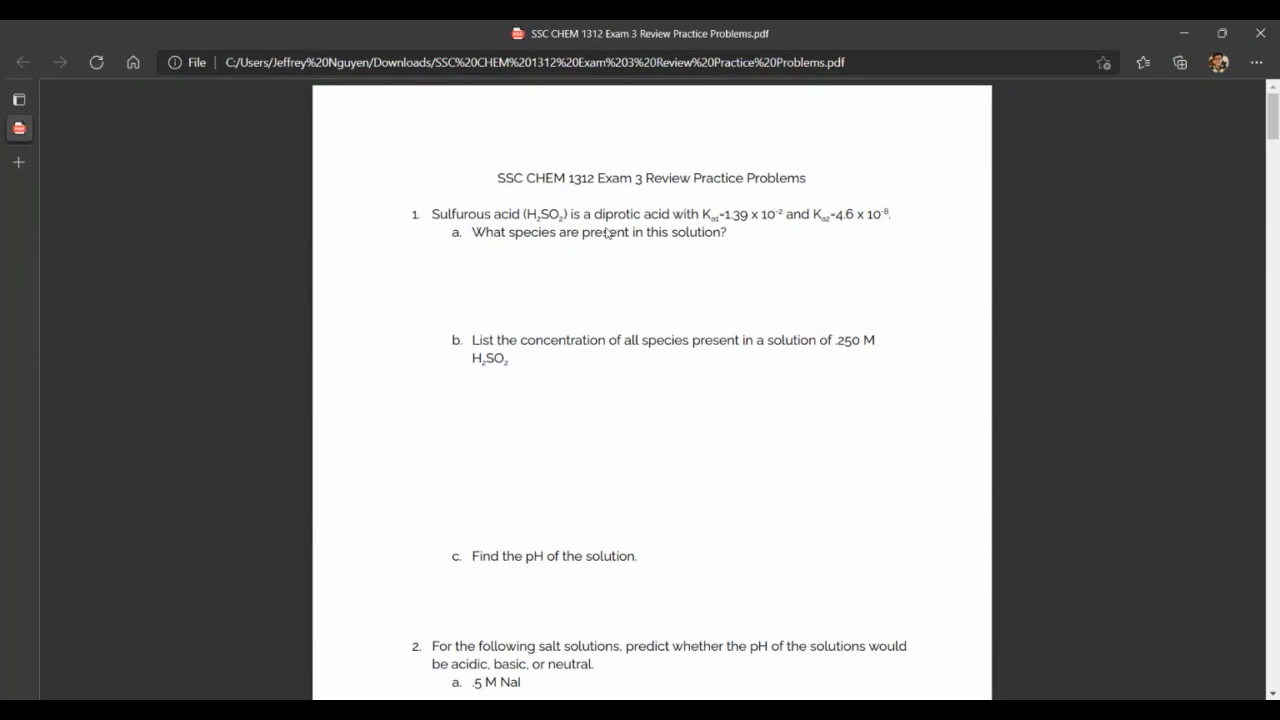 SSC CHEM 1312 Exam 3 Review Practice Problems.pdf
File | C:/Users/Jeffrey%20Nguyen/Downloads/SSC%20CHEM%201312%20Exam%203%20Review%20Practice%20Problems.pdf
SSC CHEM 1312 Exam 3 Review Practice Problems
1. Sulfurous acid (H₂SO₂) is a diprotic acid with Kₐ₁=1.39 x 10⁻² and Kₐ₂=4.6 x 10⁻⁸.
a. What species are present in this solution?
b. List the concentration of all species present in a solution of .250 M
H₂SO₂
c. Find the pH of the solution.
2. For the following salt solutions, predict whether the pH of the solutions would
be acidic, basic, or neutral.
a. .5 M NaI